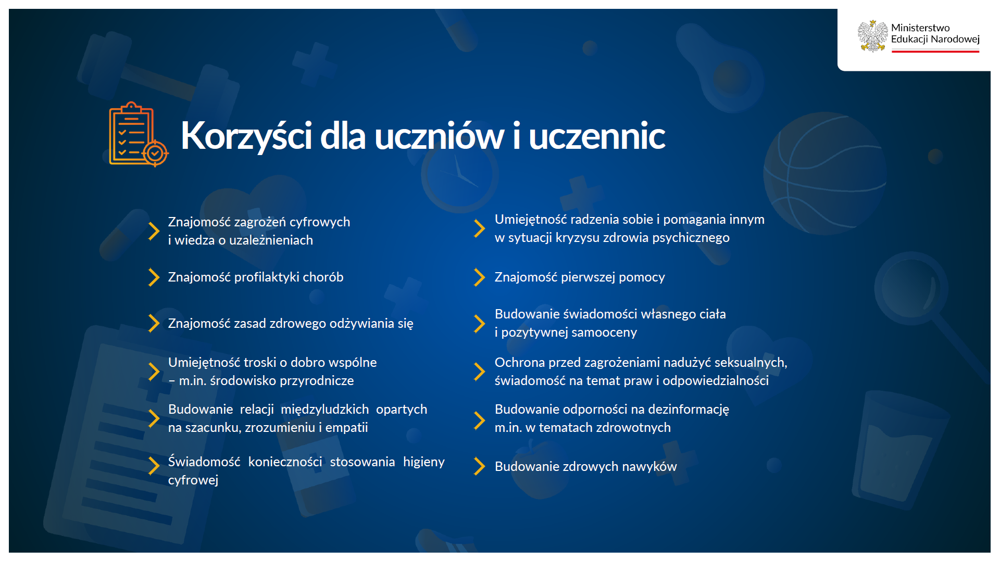 Ministerstwo
Edukacji Narodowej
Korzyści dla uczniów i uczennic
Znajomość zagrożeń cyfrowych
i wiedza o uzależnieniach
Znajomość profilaktyki chorób
Znajomość zasad zdrowego odżywiania się
Umiejętność troski o dobro wspólne
– m.in. środowisko przyrodnicze
Budowanie relacji międzyludzkich opartych
na szacunku, zrozumieniu i empatii
Świadomość konieczności stosowania higieny
cyfrowej
Umiejętność radzenia sobie i pomagania innym
w sytuacji kryzysu zdrowia psychicznego
Znajomość pierwszej pomocy
Budowanie świadomości własnego ciała
i pozytywnej samooceny
Ochrona przed zagrożeniami nadużyć seksualnych,
świadomość na temat praw i odpowiedzialności
Budowanie odporności na dezinformację
m.in. w tematach zdrowotnych
Budowanie zdrowych nawyków